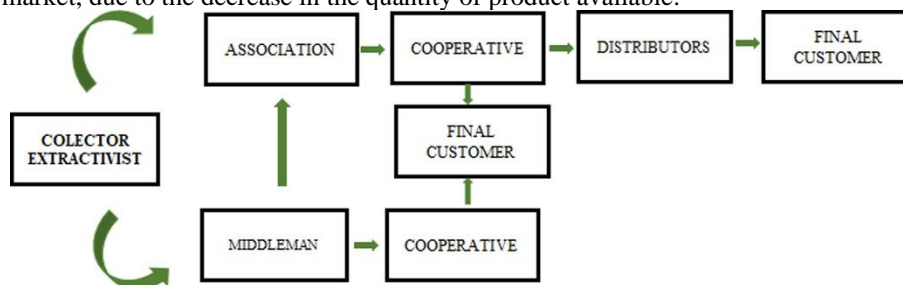 market, due to the decrease in the quantity of product available.
ASSOCIATION
COOPERATIVE
DISTRIBUTORS
FINAL
CUSTOMER
COLECTOR
EXTRACTIVIST
FINAL
CUSTOMER
MIDDLEMAN
COOPERATIVE